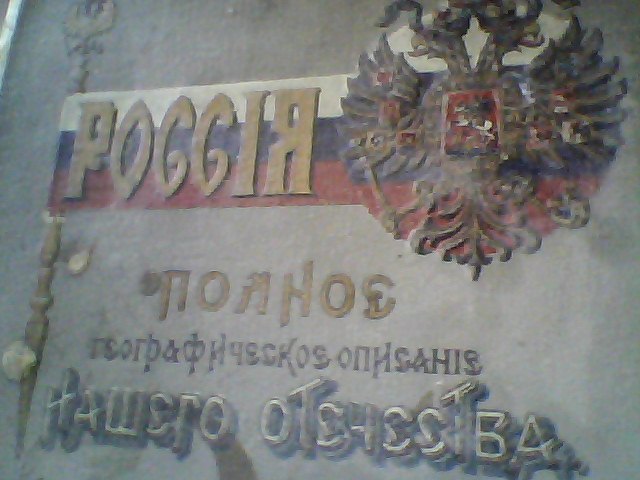 РОССІЯ
ПОЛНОЕ
ГЕОГРАФИЧЕСКОЕ ОПИСАНІЕ
НАШЕГО ОТЕЧЕСТВА